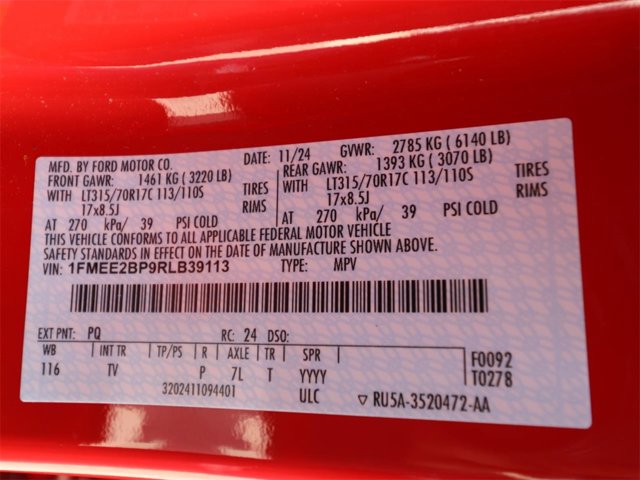 MFD. BY FORD MOTOR CO. DATE: 11/24 GVWR: 2785 KG ( 6140 LB)
FRONT GAWR: 1461 KG ( 3220 LB) REAR GAWR: 1393 KG ( 3070 LB)
WITH LT315/70R17C 113/110S TIRES WITH LT315/70R17C 113/110S TIRES
17x8.5J RIMS 17x8.5J RIMS
AT 270 kPa/ 39 PSI COLD AT 270 kPa/ 39 PSI COLD
THIS VEHICLE CONFORMS TO ALL APPLICABLE FEDERAL MOTOR VEHICLE
SAFETY STANDARDS IN EFFECT ON THE DATE OF MANUFACTURE SHOWN ABOVE.
VIN: 1FMEE2BP9RLB39113 TYPE: MPV
EXT PNT: PQ RC: 24 DSO:
WB INT TR TP/PS R AXLE TR SPR F0092
116 TV P 7L T YYYY T0278
3202411094401 ULC ▽ RU5A-3520472-AA